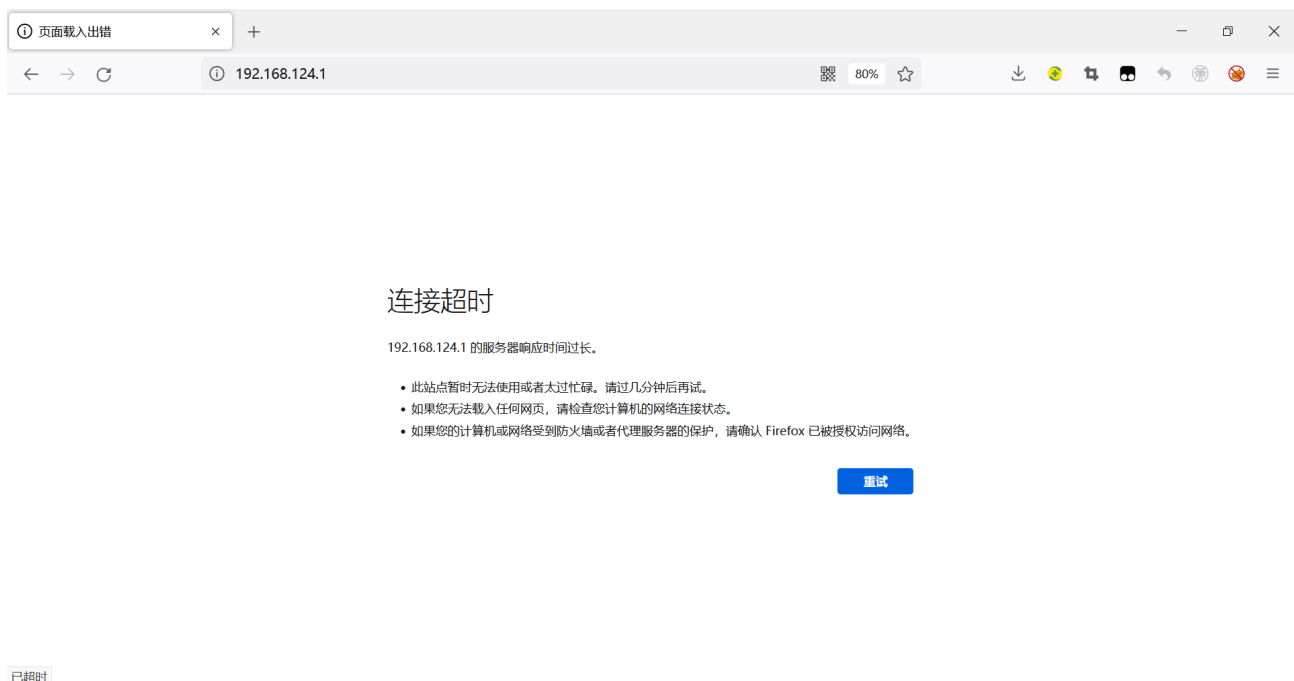 页面载入出错
192.168.124.1
80%
连接超时
192.168.124.1 的服务器响应时间过长。
此站点暂时无法使用或者太过忙碌。请过几分钟后再试。
如果您无法载入任何网页，请检查您计算机的网络连接状态。
如果您的计算机或网络受到防火墙或者代理服务器的保护，请确认 Firefox 已被授权访问网络。
重试
已超时